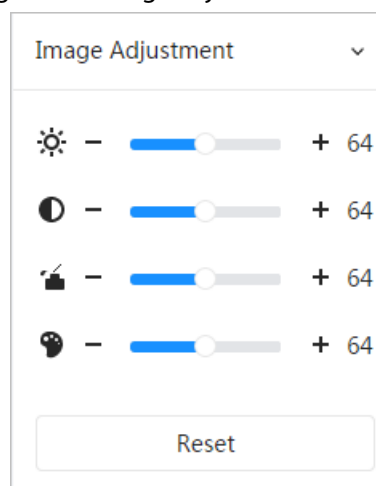 Image Adjustment
− + 64
− + 64
− + 64
− + 64
Reset